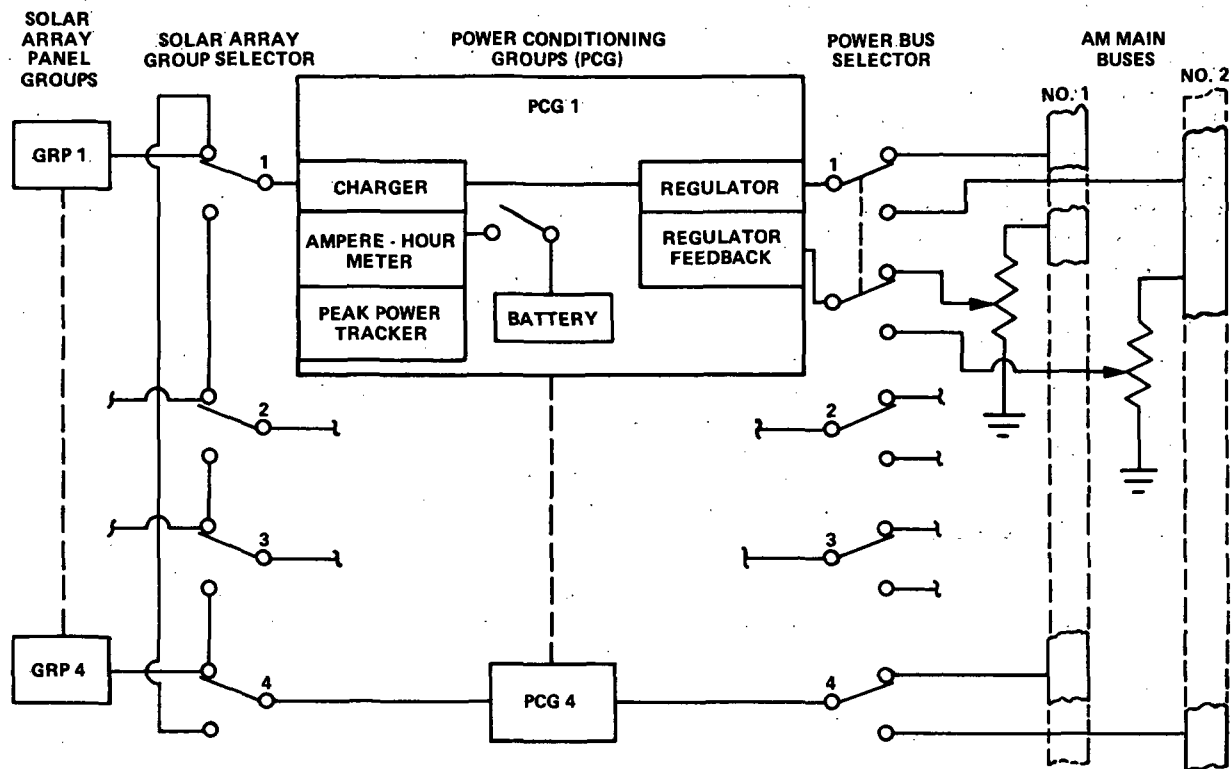 SOLAR
ARRAY
PANEL
GROUPS
SOLAR ARRAY
GROUP SELECTOR
POWER CONDITIONING
GROUPS (PCG)
POWER BUS
SELECTOR
AM MAIN
BUSES
NO. 1
NO. 2
GRP 1
1
PCG 1
CHARGER
AMPERE - HOUR
METER
PEAK POWER
TRACKER
BATTERY
REGULATOR
REGULATOR
FEEDBACK
1
2
2
3
3
GRP 4
4
PCG 4
4